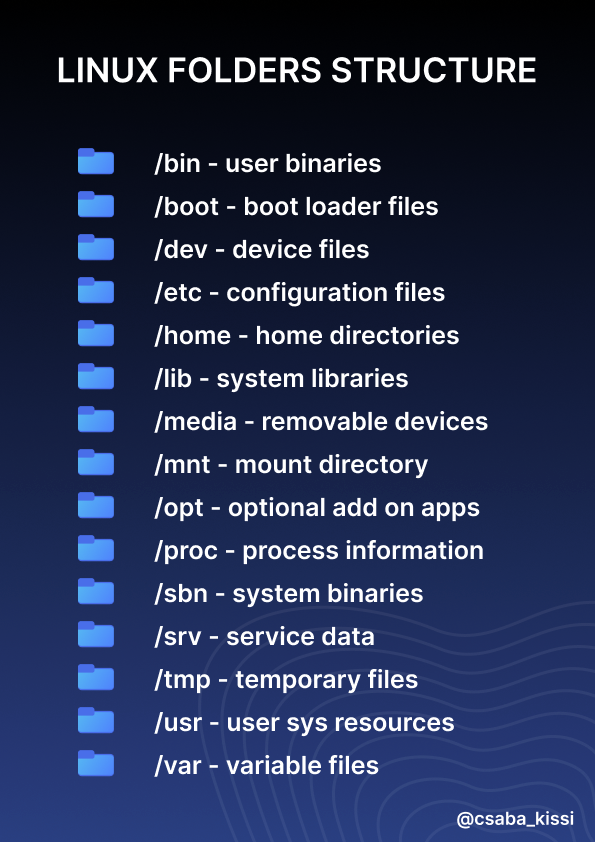 LINUX FOLDERS STRUCTURE
/bin - user binaries
/boot - boot loader files
/dev - device files
/etc - configuration files
/home - home directories
/lib - system libraries
/media - removable devices
/mnt - mount directory
/opt - optional add on apps
/proc - process information
/sbn - system binaries
/srv - service data
/tmp - temporary files
/usr - user sys resources
/var - variable files
@csaba_kissi